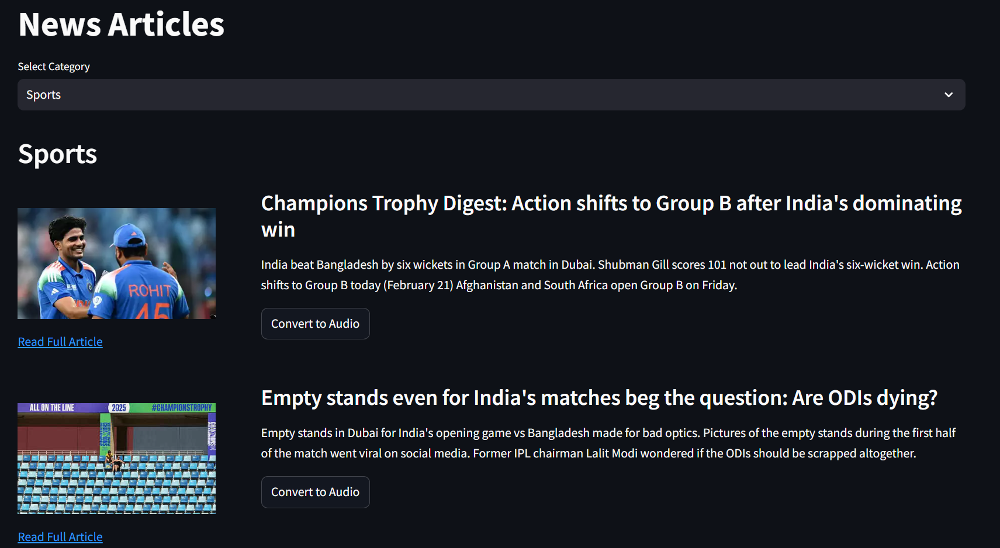 News Articles
Select Category
Sports
Sports
Champions Trophy Digest: Action shifts to Group B after India's dominating
win
India beat Bangladesh by six wickets in Group A match in Dubai. Shubman Gill scores 101 not out to lead India's six-wicket win. Action
shifts to Group B today (February 21) Afghanistan and South Africa open Group B on Friday.
Convert to Audio
ROHIT
45
Read Full Article
Empty stands even for India's matches beg the question: Are ODIs dying?
Empty stands in Dubai for India's opening game vs Bangladesh made for bad optics. Pictures of the empty stands during the first half
of the match went viral on social media. Former IPL chairman Lalit Modi wondered if the ODIs should be scrapped altogether.
Convert to Audio
ALL ON THE LINE
2025
#CHAMPIONSTROPHY
Read Full Article